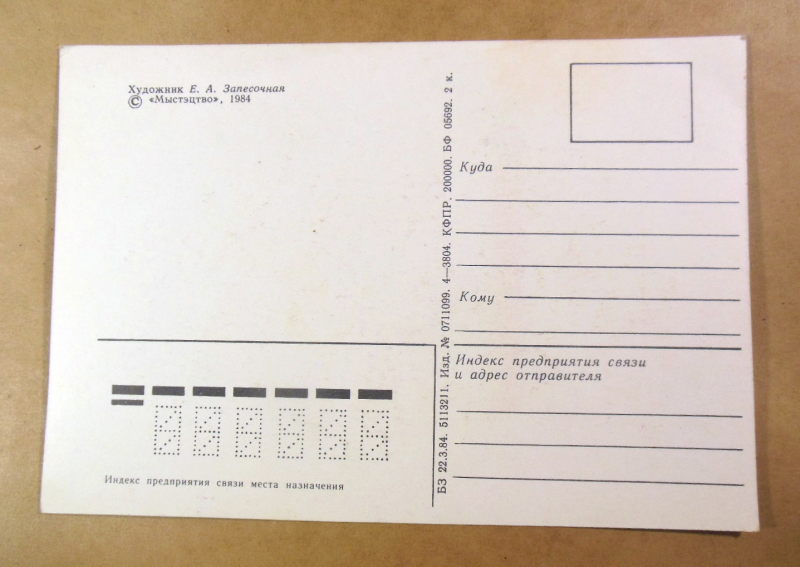 Художник Е. А. Запесочная
© «Мыстэцтво», 1984
БЗ 22.3.84. 5113211. Изд. № 0711099. 4—3804. КФПР. 200000. БФ 05692. 2 к.
Куда
Кому
Индекс предприятия связи
и адрес отправителя
Индекс предприятия связи места назначения